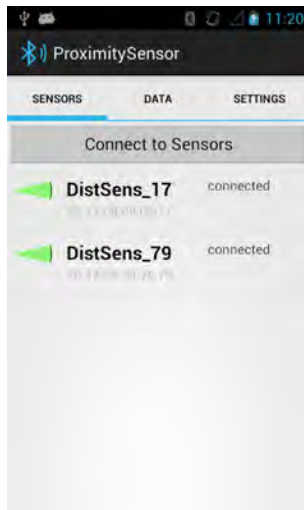 11:20
ProximitySensor
SENSORS DATA SETTINGS
Connect to Sensors
DistSens_17 connected
DistSens_79 connected